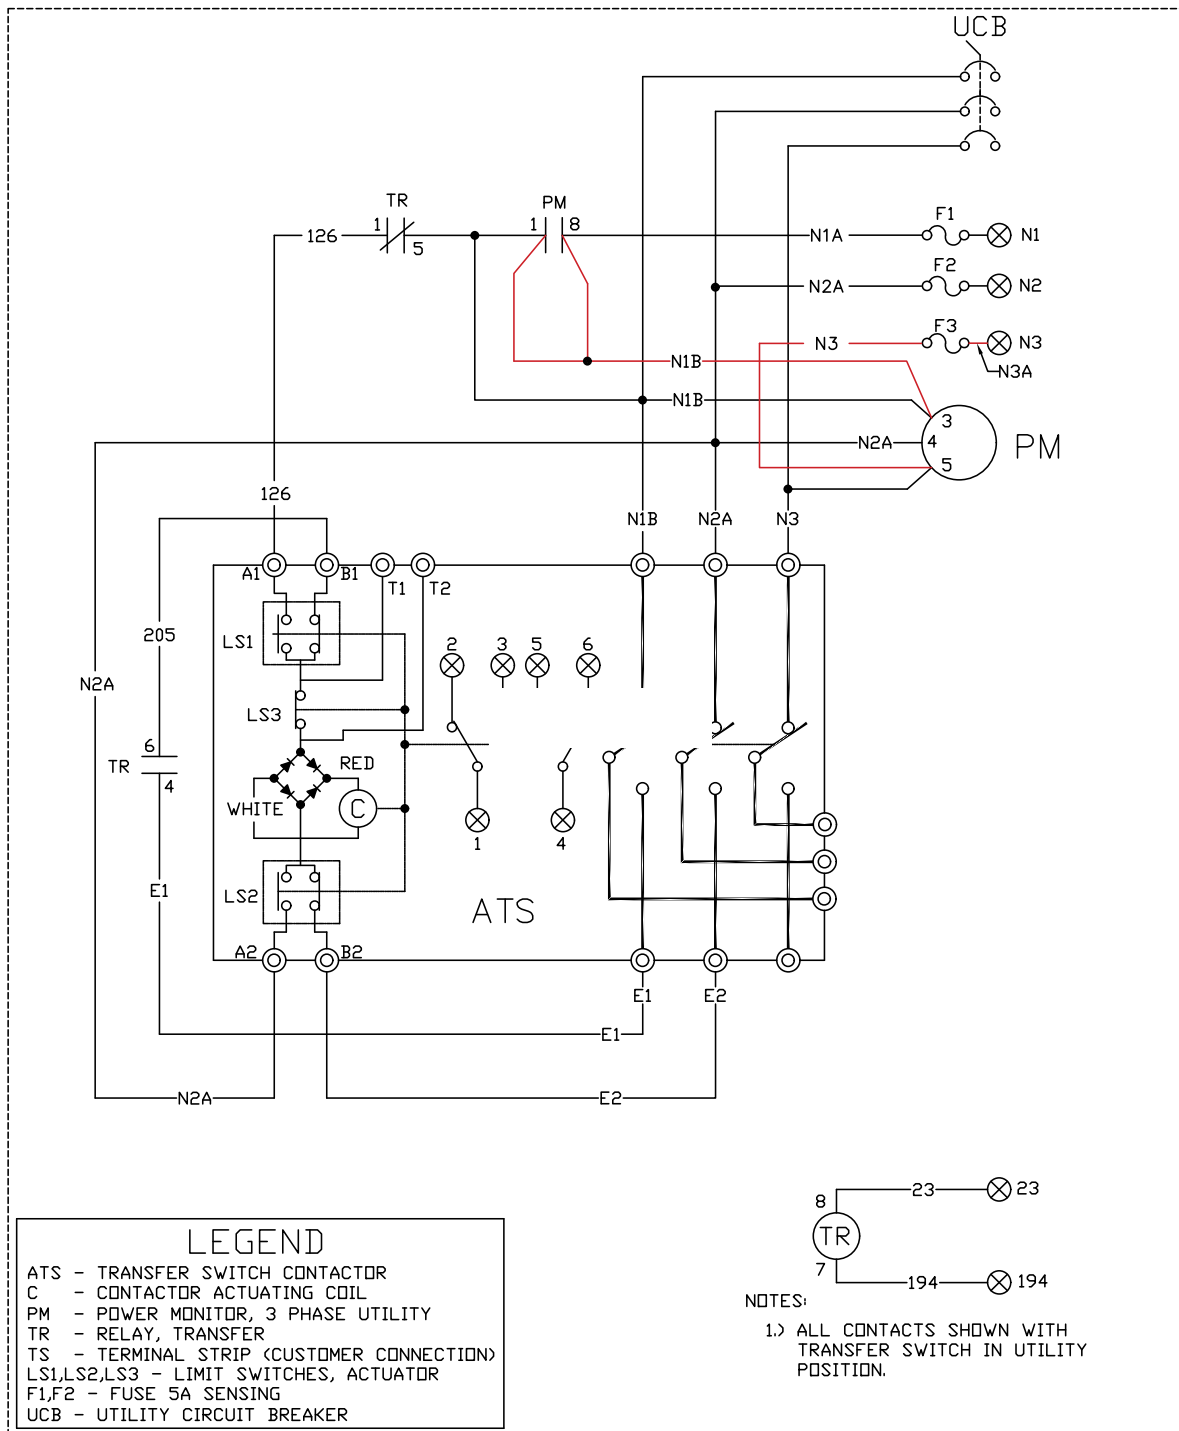 UCB
TR
1
5
126
PM
1
8
N1A
F1
N1
N2A
F2
N2
N3
F3
N3
N3A
N1B
N1B
3
N2A
4
5
PM
126
N1B
N2A
N3
A1
B1
T1
T2
205
LS1
2
3
5
6
N2A
LS3
6
TR
4
RED
WHITE
C
1
4
E1
LS2
ATS
A2
B2
E1
E2
E1
N2A
E2
8
23
23
TR
7
194
194
LEGEND
ATS - TRANSFER SWITCH CONTACTOR
C - CONTACTOR ACTUATING COIL
PM - POWER MONITOR, 3 PHASE UTILITY
TR - RELAY, TRANSFER
TS - TERMINAL STRIP (CUSTOMER CONNECTION)
LS1,LS2,LS3 - LIMIT SWITCHES, ACTUATOR
F1,F2 - FUSE 5A SENSING
UCB - UTILITY CIRCUIT BREAKER
NOTES:
1.) ALL CONTACTS SHOWN WITH
TRANSFER SWITCH IN UTILITY
POSITION.